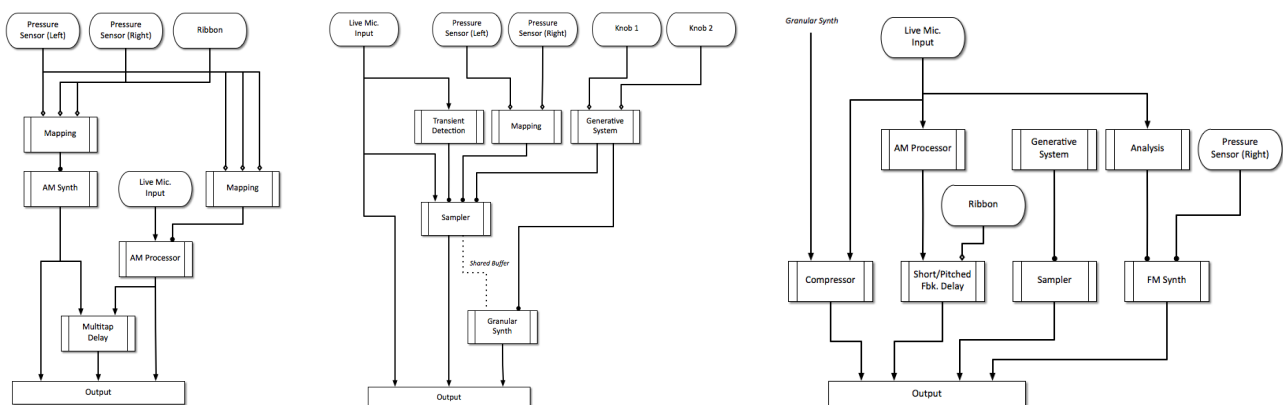 Pressure
Sensor (Left)
Pressure
Sensor (Right)
Ribbon
Mapping
AM Synth
Live Mic.
Input
Mapping
AM Processor
Multitap
Delay
Output
Live Mic.
Input
Pressure
Sensor (Left)
Pressure
Sensor (Right)
Knob 1
Knob 2
Transient
Detection
Mapping
Generative
System
Sampler
Shared Buffer
Granular
Synth
Output
Granular Synth
Live Mic.
Input
AM Processor
Generative
System
Analysis
Pressure
Sensor (Right)
Ribbon
Compressor
Short/Pitched
Fbk. Delay
Sampler
FM Synth
Output